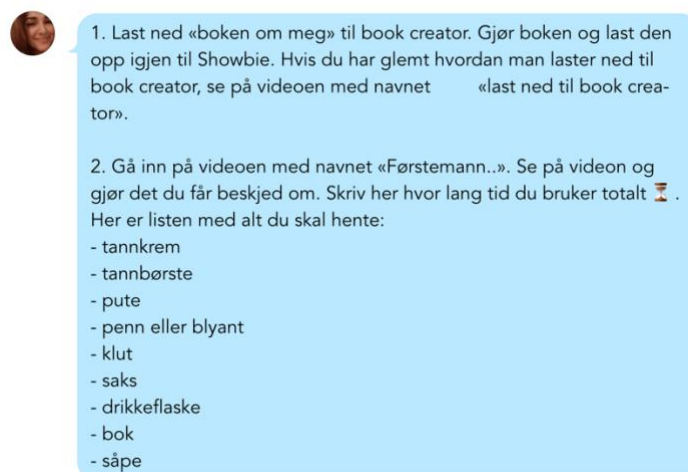 1. Last ned «boken om meg» til book creator. Gjør boken og last den
opp igjen til Showbie. Hvis du har glemt hvordan man laster ned til
book creator, se på videoen med navnet «last ned til book crea-
tor».
2. Gå inn på videoen med navnet «Førstemann..». Se på videon og
gjør det du får beskjed om. Skriv her hvor lang tid du bruker totalt ⏳ .
Her er listen med alt du skal hente:
- tannkrem
- tannbørste
- pute
- penn eller blyant
- klut
- saks
- drikkeflaske
- bok
- såpe